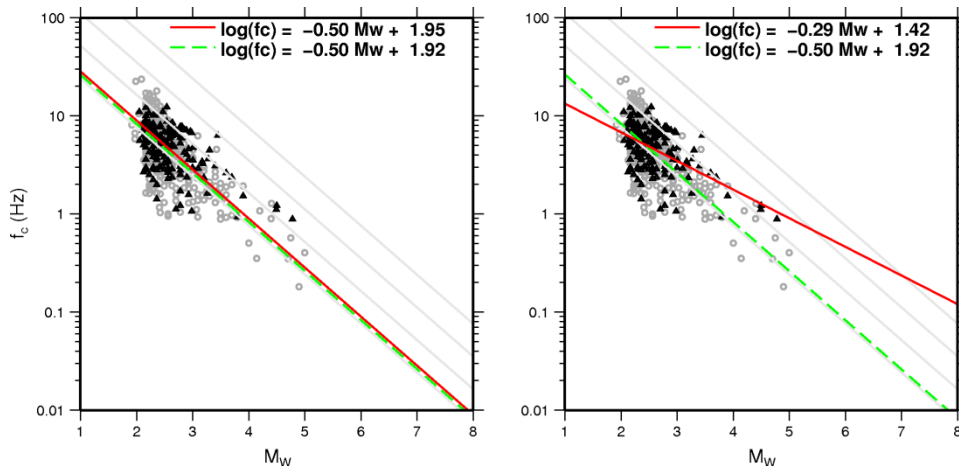 log(fc) = −0.50 Mw + 1.95
log(fc) = −0.50 Mw + 1.92
100
10
1
0.1
0.01
f_c (Hz)
1 2 3 4 5 6 7 8
M_W
log(fc) = −0.29 Mw + 1.42
log(fc) = −0.50 Mw + 1.92
100
10
1
0.1
0.01
1 2 3 4 5 6 7 8
M_W